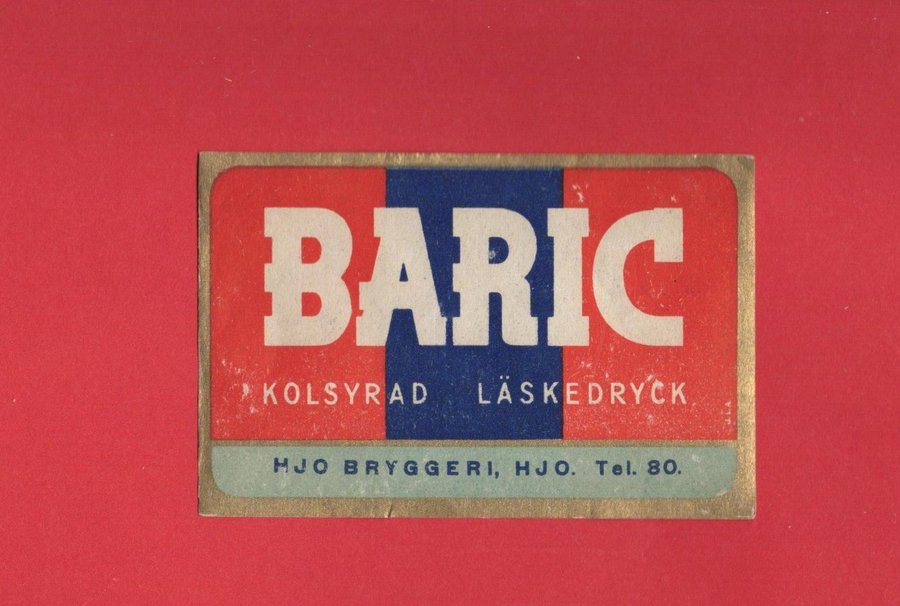 BARIC
KOLSYRAD LÄSKEDRYCK
HJO BRYGGERI, HJO. Tel. 80.